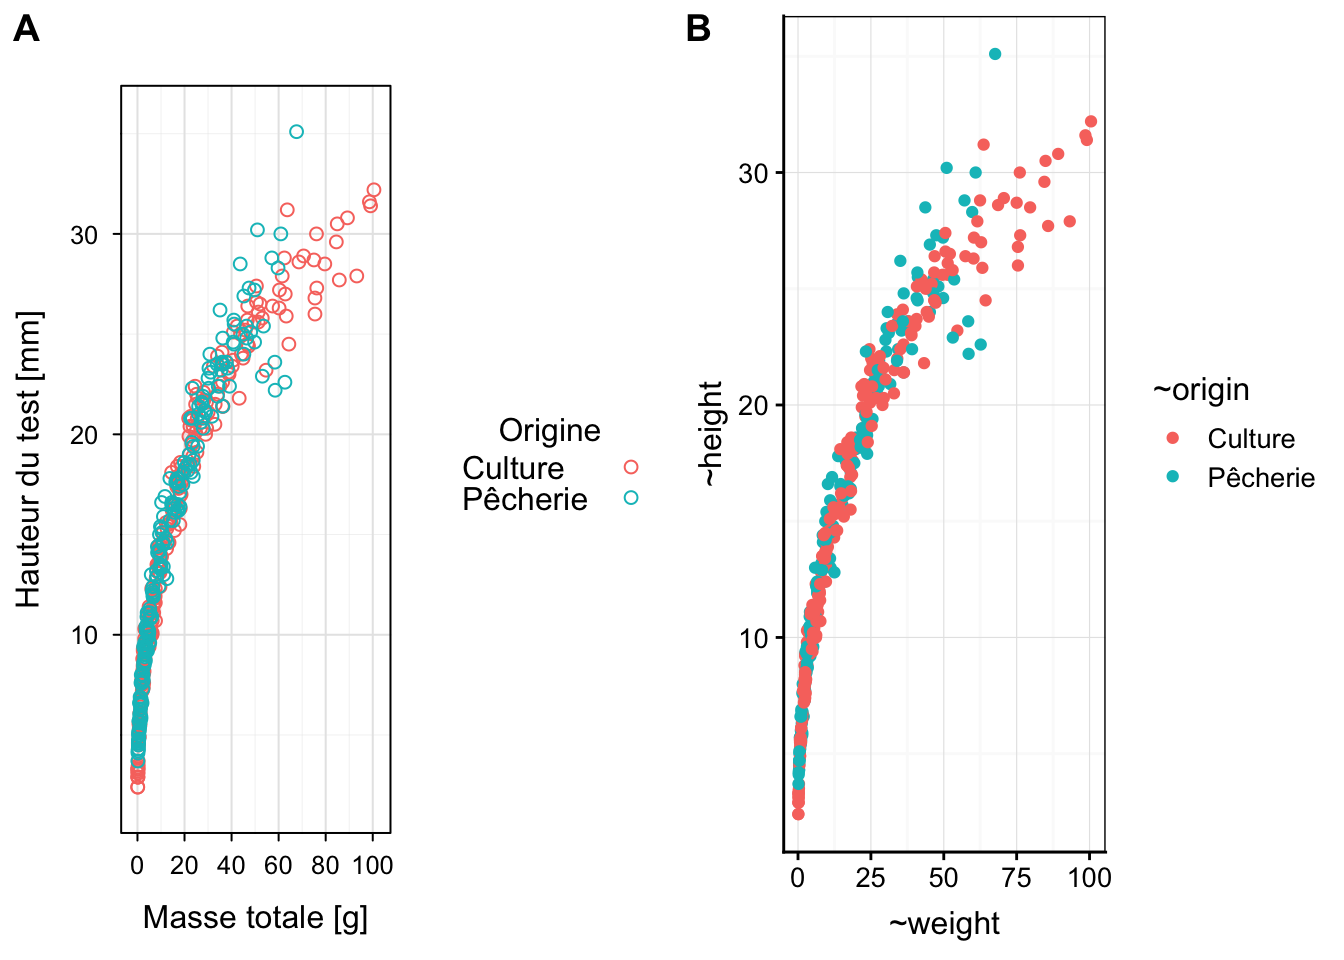 A
Hauteur du test [mm]
30
20
10
0 20 40 60 80 100
Masse totale [g]
Origine
Culture
Pêcherie
B
~height
30
20
10
0 25 50 75 100
~weight
~origin
Culture
Pêcherie